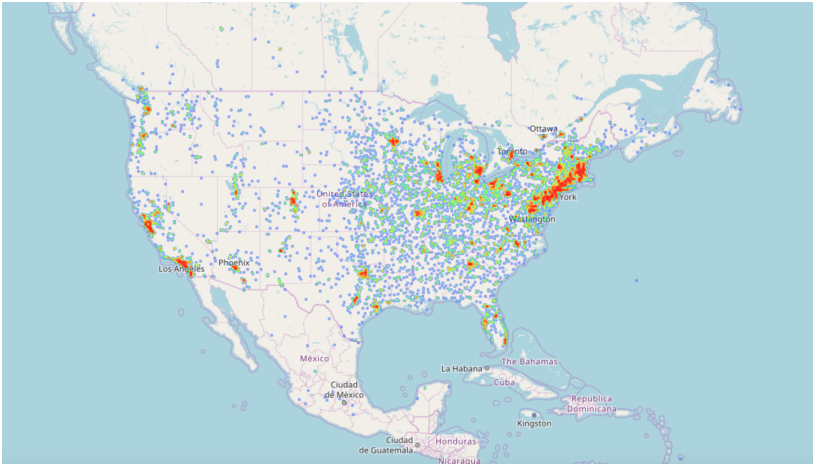 Ottawa
Toronto
United States
of America
York
Washington
Phoenix
Los Angeles
México
La Habana
The Bahamas
Cuba
Ciudad
de México
República
Dominicana
Kingston
Ciudad
de Guatemala
Honduras
Nicaragua